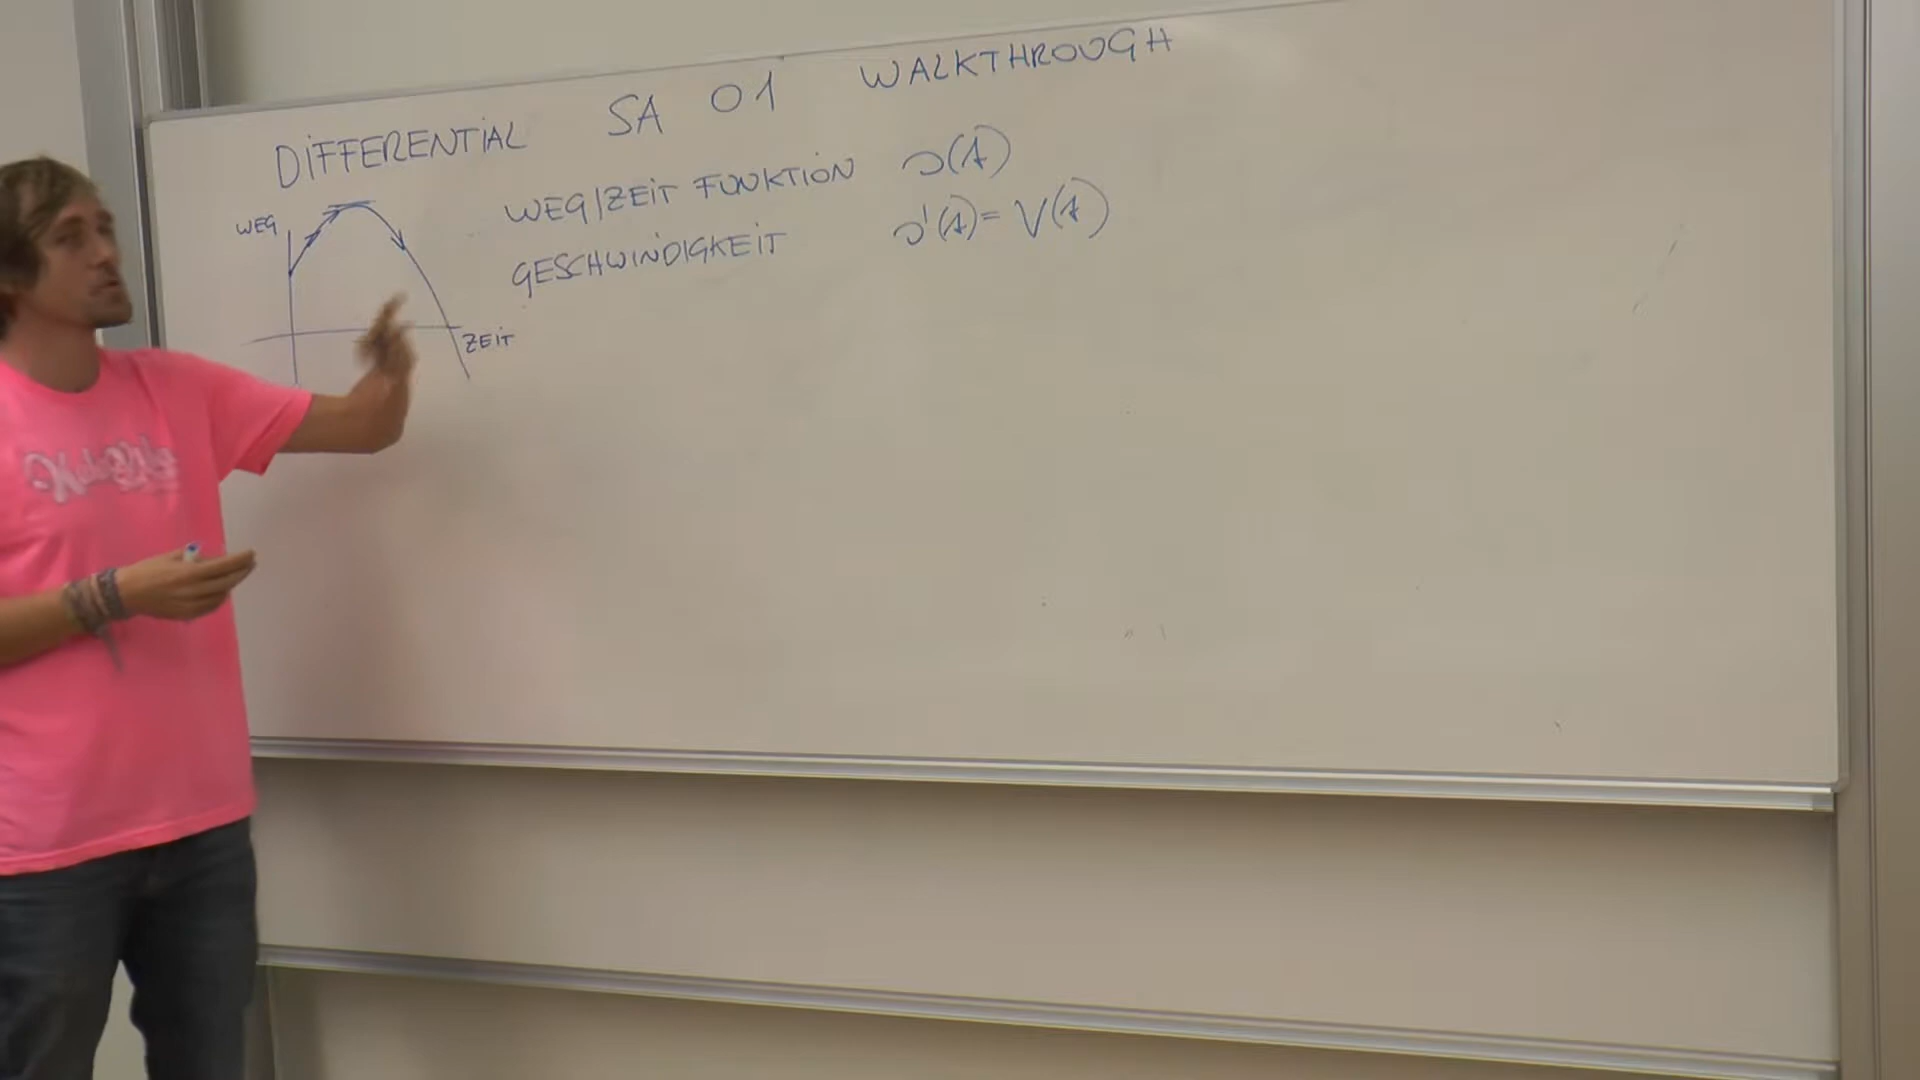 DIFFERENTIAL SA 01 WALKTHROUGH
WEG
WEG/ZEIT FUNKTION s(t)
GESCHWINDIGKEIT s'(t) = V(t)
ZEIT